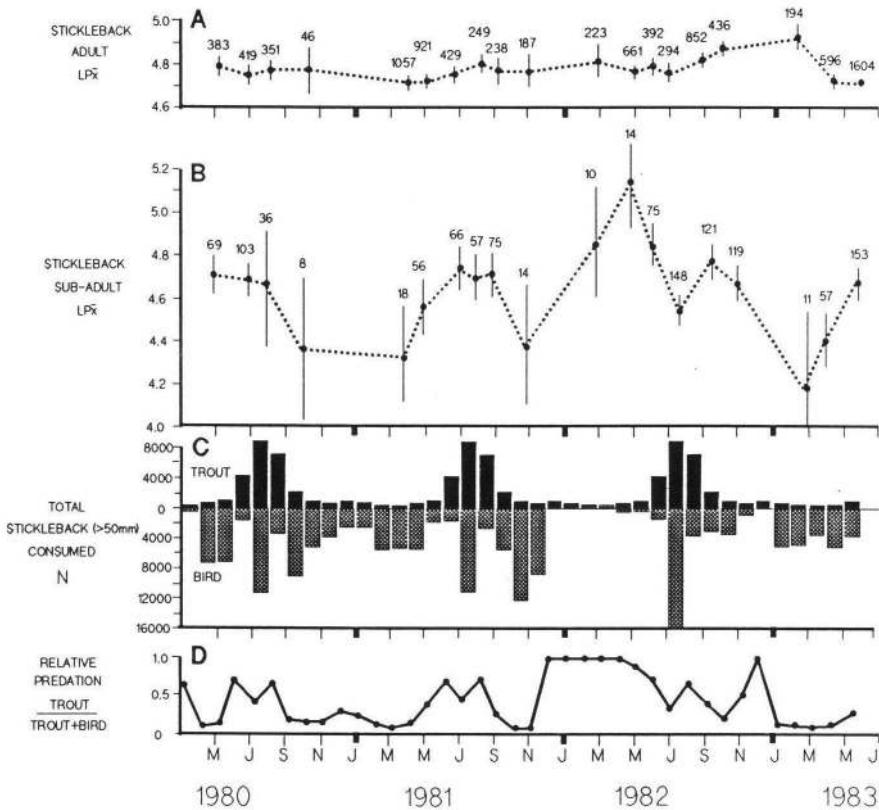 STICKLEBACK
ADULT
LPx̄
A
5.0
4.8
4.6
383
419
351
46
1057
921
429
249
238
187
223
661
392
294
852
436
194
596
1604
STICKLEBACK
SUB-ADULT
LPx̄
B
5.2
5.0
4.8
4.6
4.4
4.2
4.0
69
103
36
8
18
56
66
57
75
14
10
14
75
148
121
119
11
57
153
TOTAL
STICKLEBACK (>50mm)
CONSUMED
N
C
8000
4000
0
4000
8000
12000
16000
TROUT
BIRD
RELATIVE
PREDATION
TROUT
TROUT+BIRD
D
1.0
0.5
0
M J S N J M M J S N J M M J S N J M M J
1980 1981 1982 1983